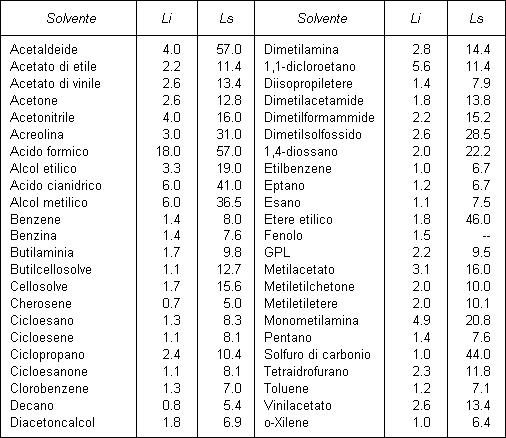 Solvente Li Ls Solvente Li Ls
Acetaldeide 4.0 57.0 Dimetilamina 2.8 14.4
Acetato di etile 2.2 11.4 1,1-dicloroetano 5.6 11.4
Acetato di vinile 2.6 13.4 Diisopropiletere 1.4 7.9
Acetone 2.6 12.8 Dimetilacetamide 1.8 13.8
Acetonitrile 4.0 16.0 Dimetilformammide 2.2 15.2
Acreolina 3.0 31.0 Dimetilsolfossido 2.6 28.5
Acido formico 18.0 57.0 1,4-diossano 2.0 22.2
Alcol etilico 3.3 19.0 Etilbenzene 1.0 6.7
Acido cianidrico 6.0 41.0 Eptano 1.2 6.7
Alcol metilico 6.0 36.5 Esano 1.1 7.5
Benzene 1.4 8.0 Etere etilico 1.8 46.0
Benzina 1.4 7.6 Fenolo 1.5 --
Butilaminia 1.7 9.8 GPL 2.2 9.5
Butilcellosolve 1.1 12.7 Metilacetato 3.1 16.0
Cellosolve 1.7 15.6 Metiletilchetone 2.0 10.0
Cherosene 0.7 5.0 Metiletiletere 2.0 10.1
Cicloesano 1.3 8.3 Monometilamina 4.9 20.8
Cicloesene 1.1 8.1 Pentano 1.4 7.6
Ciclopropano 2.4 10.4 Solfuro di carbonio 1.0 44.0
Cicloesanone 1.1 8.1 Tetraidrofurano 2.3 11.8
Clorobenzene 1.3 7.0 Toluene 1.2 7.1
Decano 0.8 5.4 Vinilacetato 2.6 13.4
Diacetoncalcol 1.8 6.9 o-Xilene 1.0 6.4